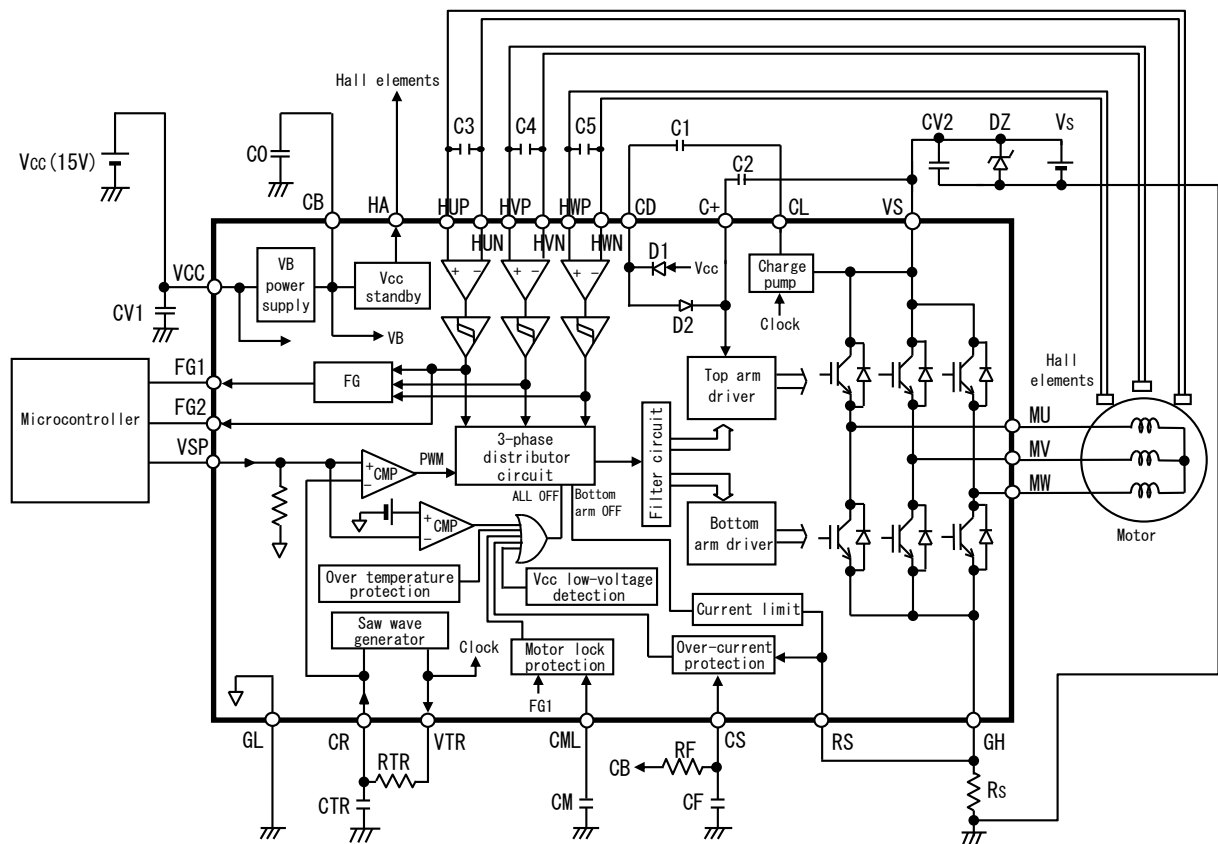 Hall elements
C3
C4
C5
C1
C2
CV2
DZ
Vs
Vcc (15V)
C0
CB
HA
HUP
HVP
HWP
CD
C+
CL
VS
HUN
HVN
HWN
VCC
VB
power
supply
Vcc
standby
D1
Vcc
D2
Charge
pump
Clock
CV1
VB
Hall
elements
FG1
FG
Top arm
driver
Microcontroller
FG2
VSP
3-phase
distributor
circuit
Filter circuit
MU
MV
MW
CMP
PWM
ALL OFF
Bottom
arm OFF
CMP
Bottom
arm driver
Motor
Over temperature
protection
Vcc low-voltage
detection
Current limit
Saw wave
generator
Clock
Motor lock
protection
Over-current
protection
FG1
GL
CR
VTR
CML
CS
RS
GH
RTR
CTR
CM
CB
RF
CF
Rs